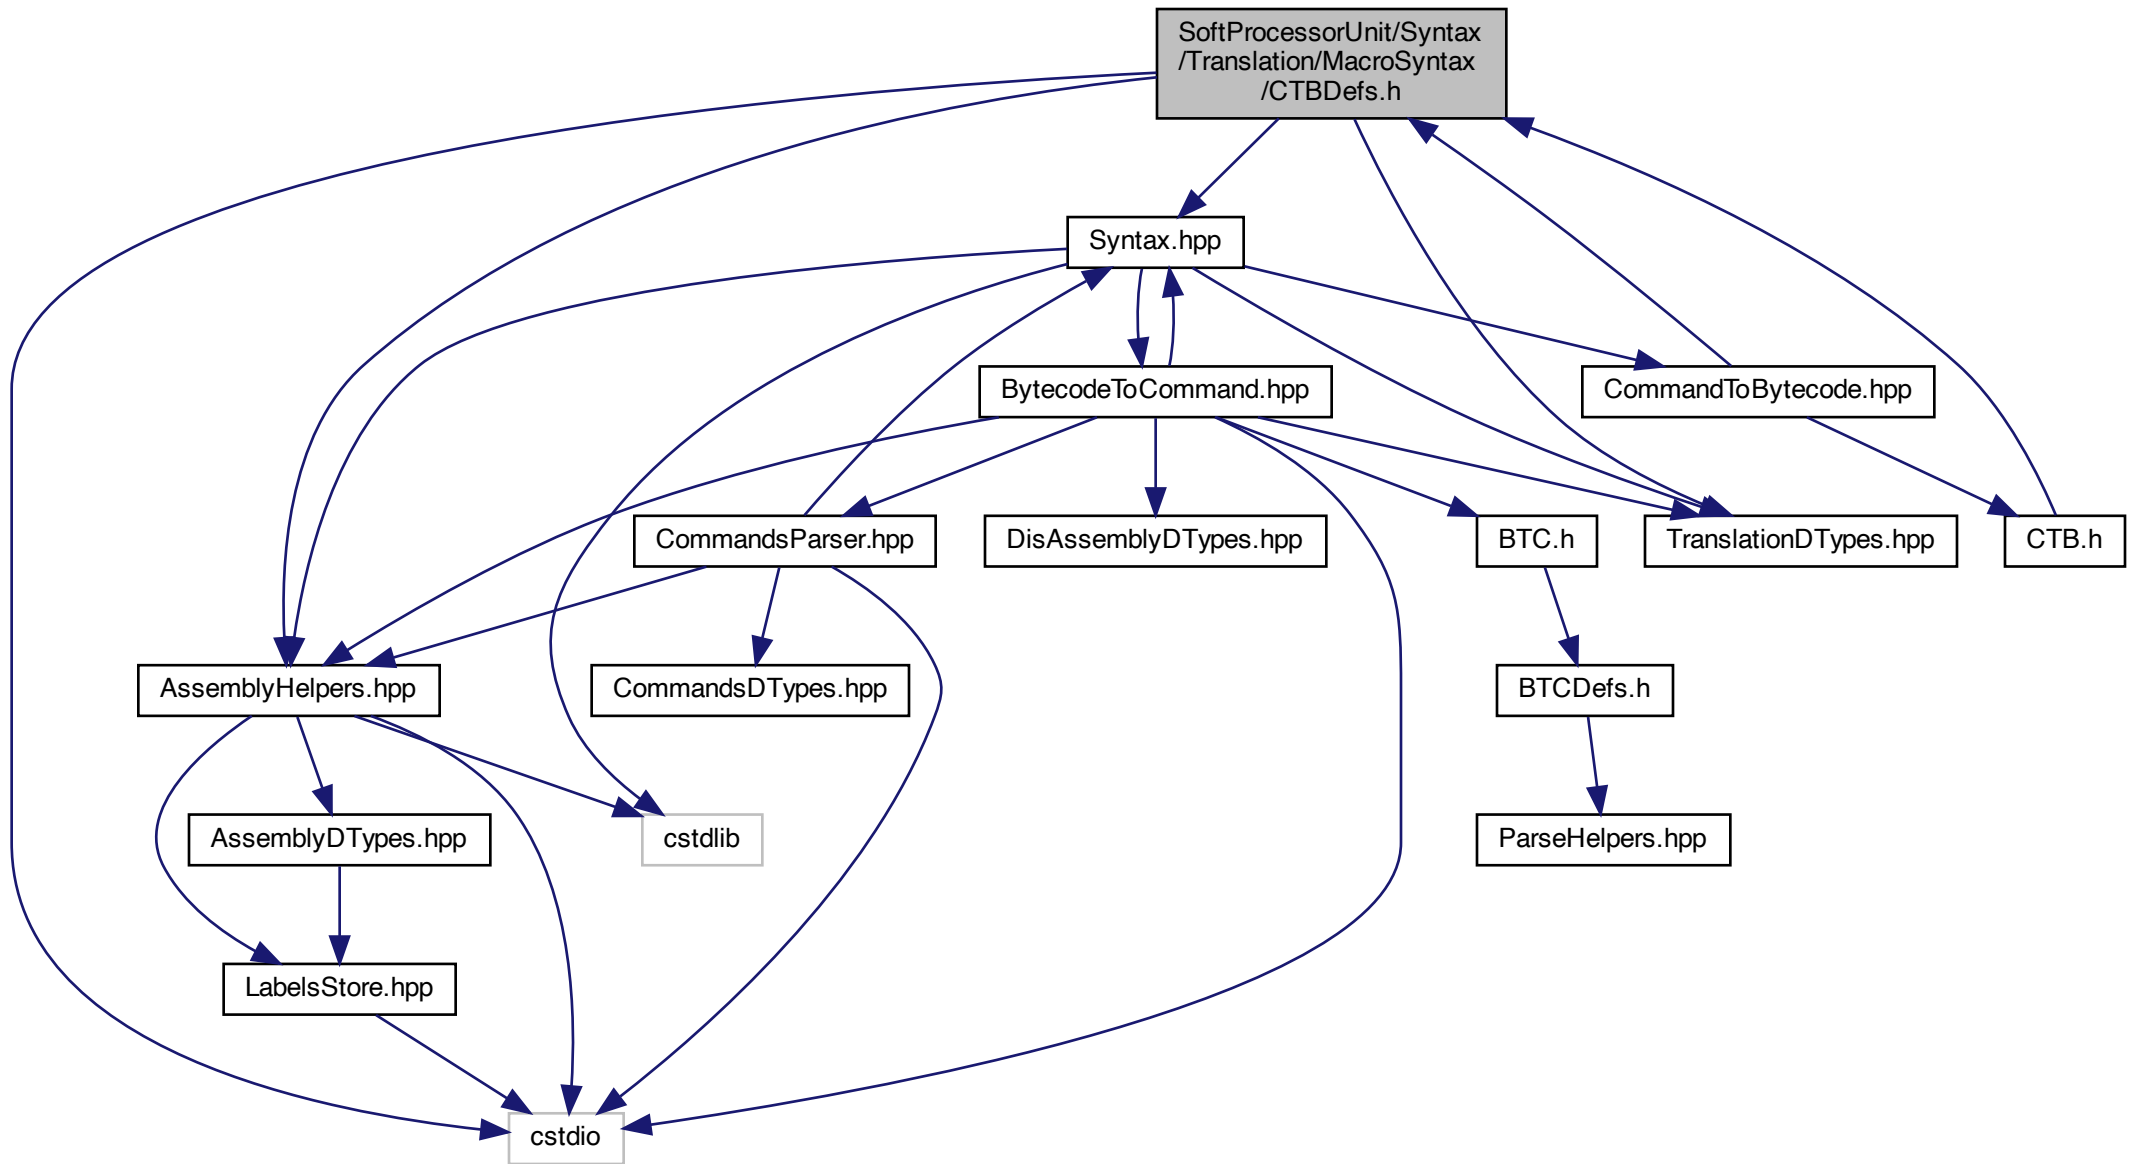 SoftProcessorUnit/Syntax
/Translation/MacroSyntax
/CTBDefs.h
Syntax.hpp
BytecodeToCommand.hpp
CommandToBytecode.hpp
CommandsParser.hpp
DisAssemblyDTypes.hpp
BTC.h
TranslationDTypes.hpp
CTB.h
AssemblyHelpers.hpp
CommandsDTypes.hpp
BTCDefs.h
AssemblyDTypes.hpp
cstdlib
ParseHelpers.hpp
LabelsStore.hpp
cstdio